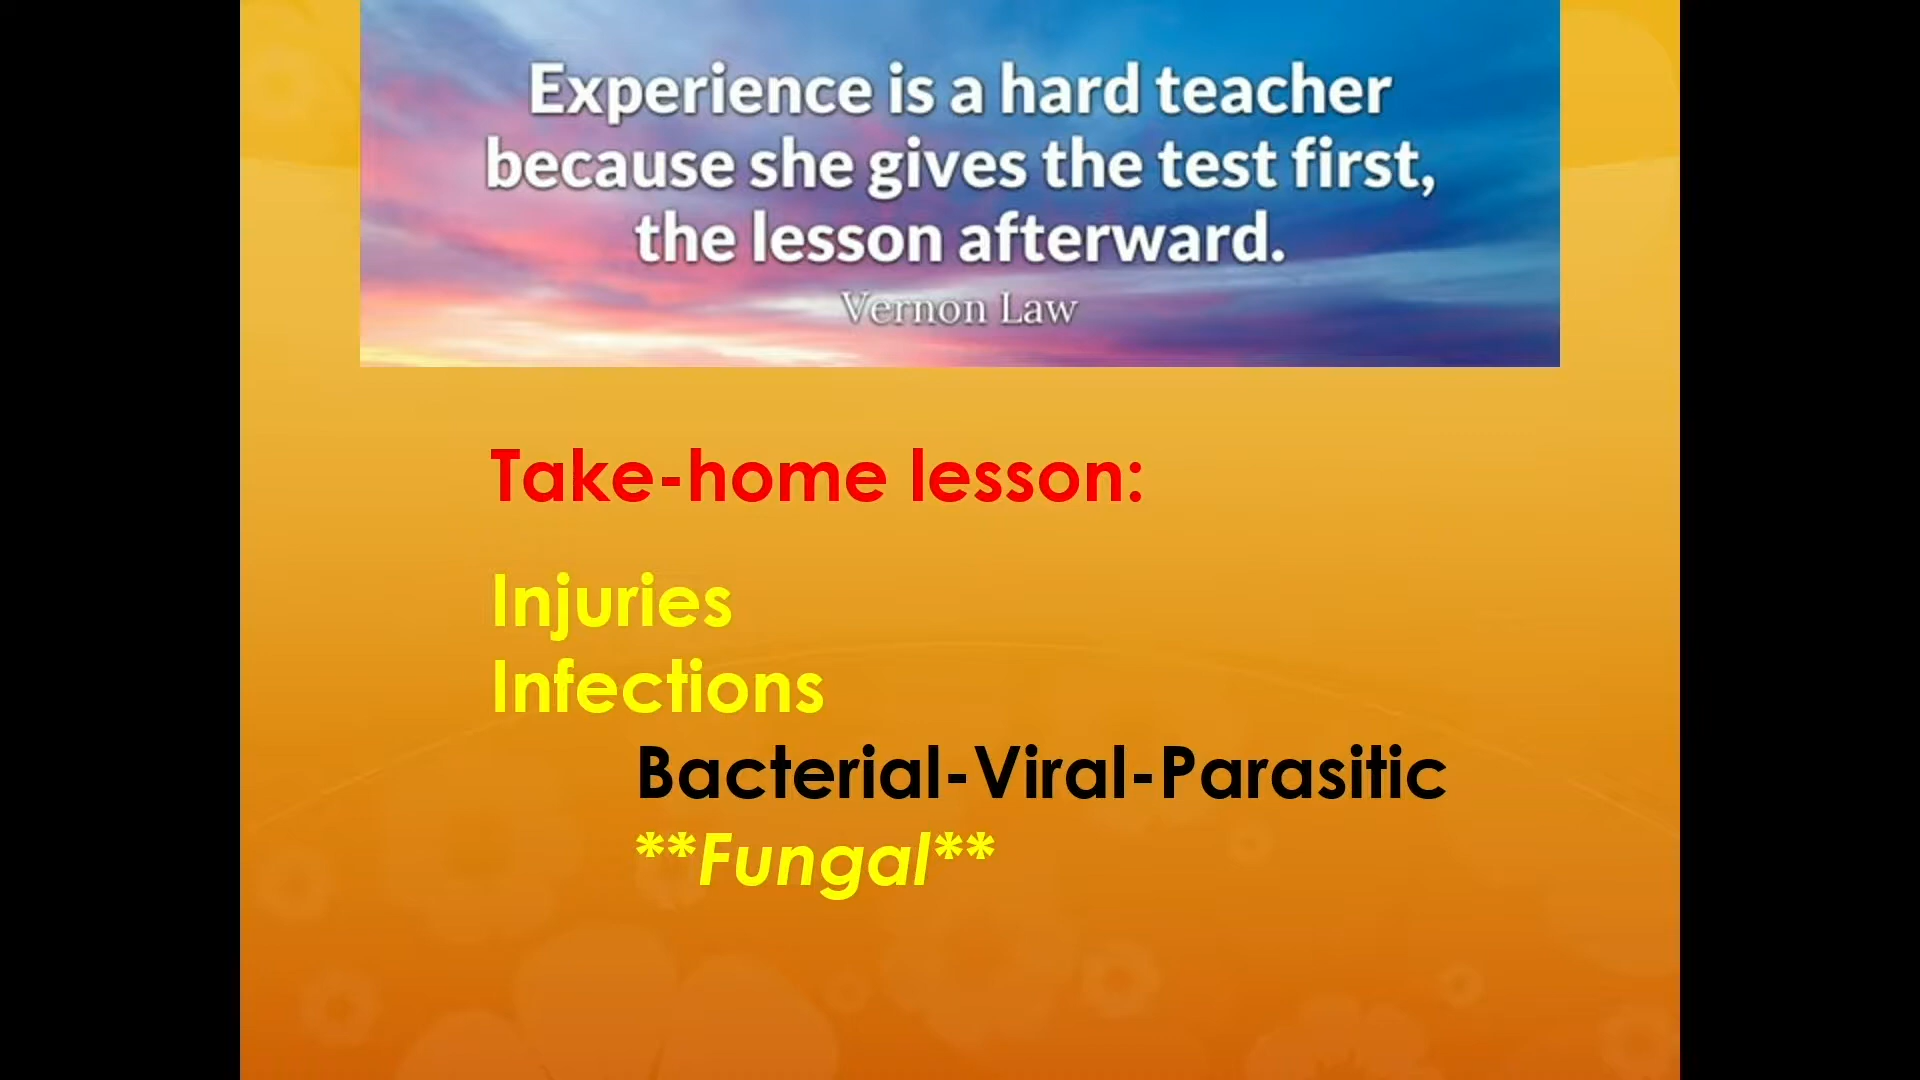 Experience is a hard teacher
because she gives the test first,
the lesson afterward.
Vernon Law
Take-home lesson:
Injuries
Infections
Bacterial-Viral-Parasitic
**Fungal**